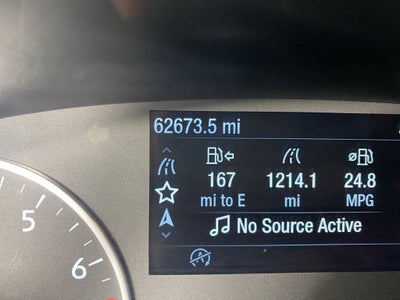 62673.5 mi
167 1214.1 24.8
mi to E mi MPG
No Source Active
5
6
A